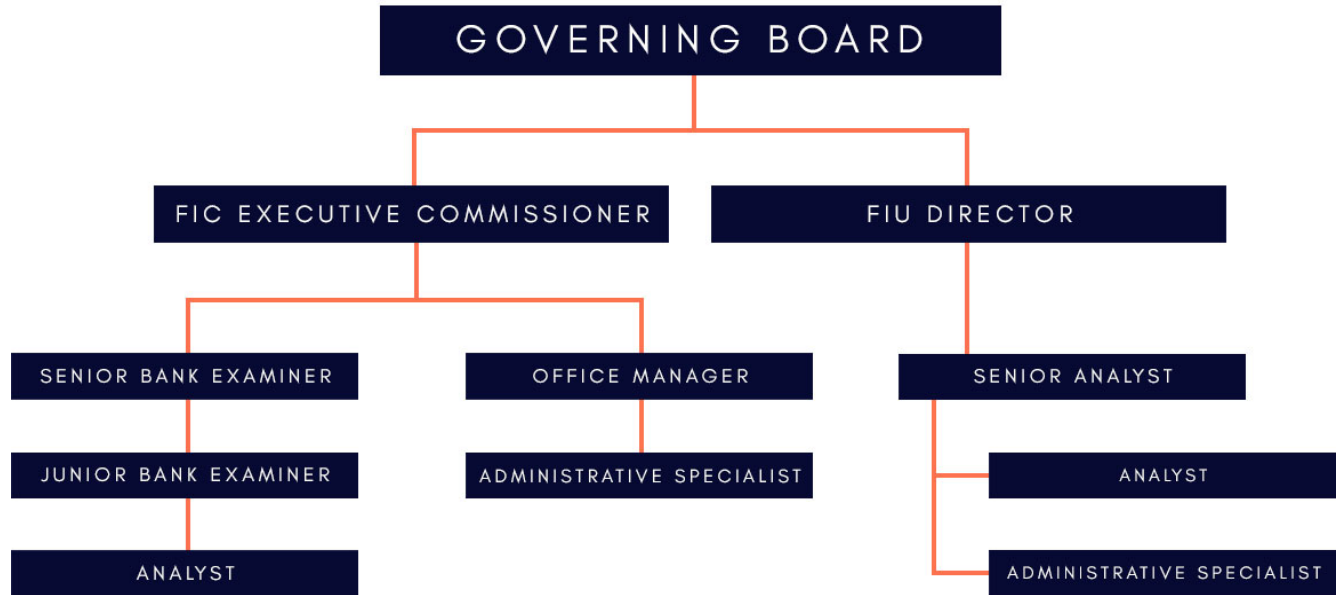 GOVERNING BOARD
FIC EXECUTIVE COMMISSIONER
FIU DIRECTOR
SENIOR BANK EXAMINER
OFFICE MANAGER
SENIOR ANALYST
JUNIOR BANK EXAMINER
ADMINISTRATIVE SPECIALIST
ANALYST
ANALYST
ADMINISTRATIVE SPECIALIST